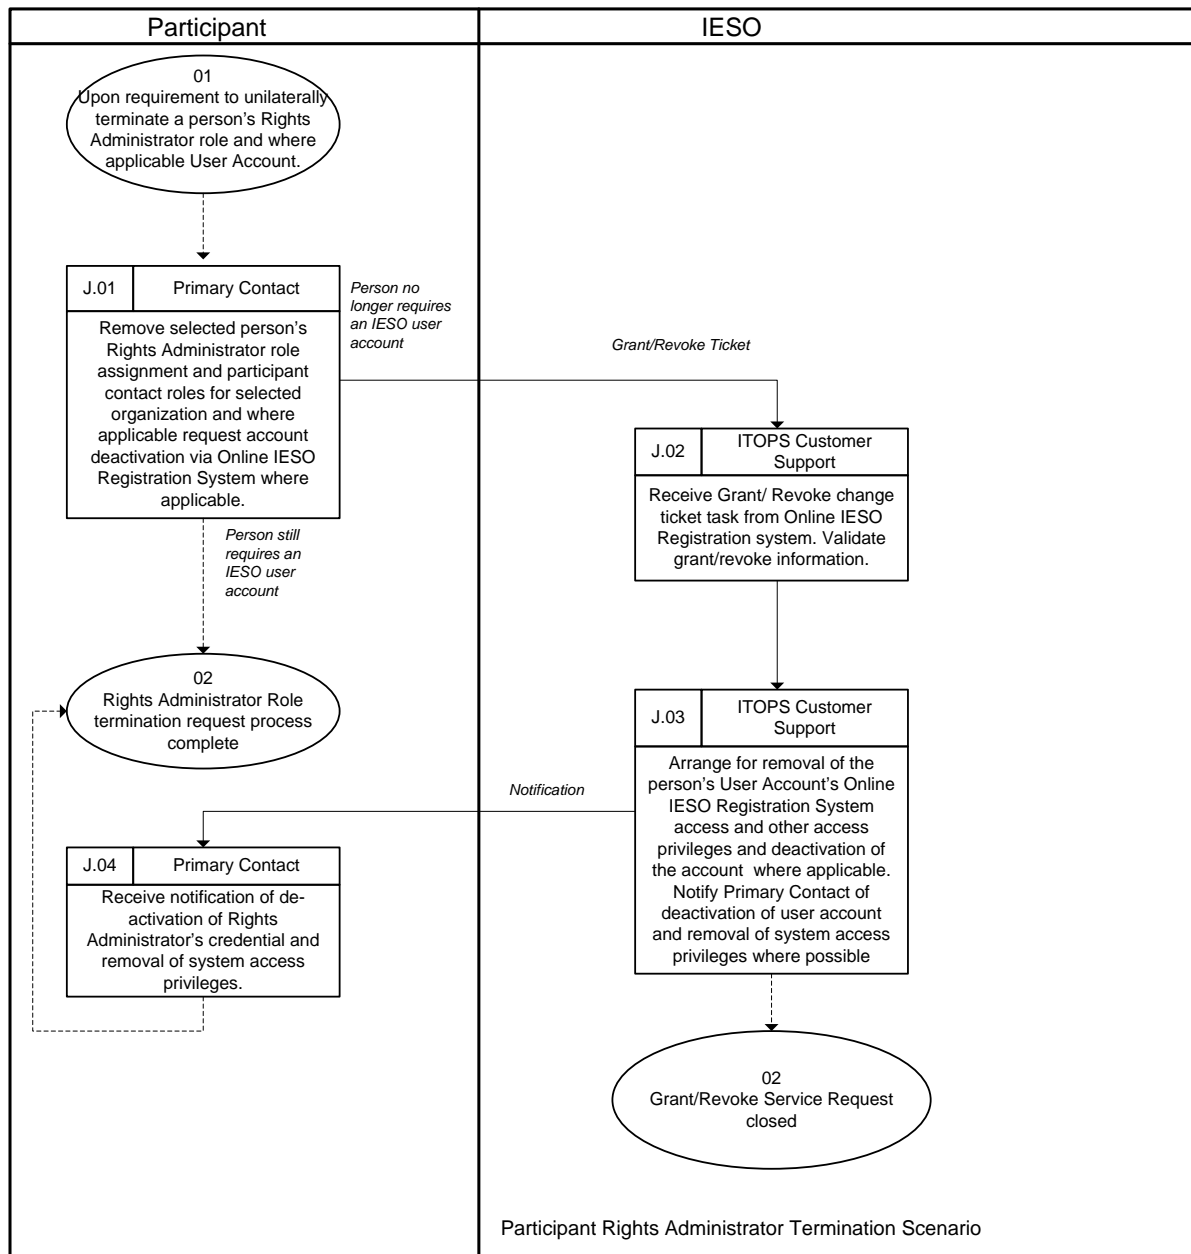 Participant
IESO
01
Upon requirement to unilaterally
terminate a person's Rights
Administrator role and where
applicable User Account.
J.01
Primary Contact
Remove selected person's
Rights Administrator role
assignment and participant
contact roles for selected
organization and where
applicable request account
deactivation via Online IESO
Registration System where
applicable.
Person no
longer requires
an IESO user
account
Grant/Revoke Ticket
J.02
ITOPS Customer
Support
Receive Grant/ Revoke change
ticket task from Online IESO
Registration system. Validate
grant/revoke information.
Person still
requires an
IESO user
account
02
Rights Administrator Role
termination request process
complete
J.03
ITOPS Customer
Support
Arrange for removal of the
person's User Account's Online
IESO Registration System
access and other access
privileges and deactivation of
the account  where applicable.
Notify Primary Contact of
deactivation of user account
and removal of system access
privileges where possible
Notification
J.04
Primary Contact
Receive notification of de-
activation of Rights
Administrator's credential and
removal of system access
privileges.
02
Grant/Revoke Service Request
closed
Participant Rights Administrator Termination Scenario